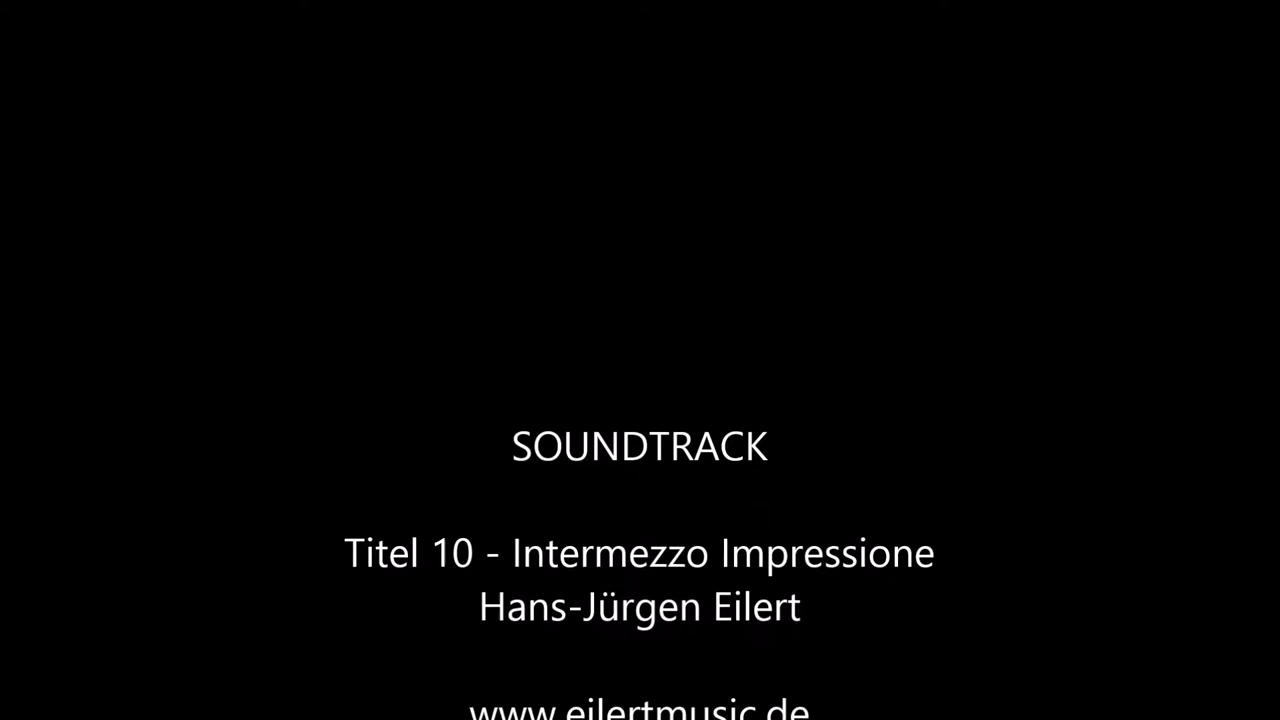 SOUNDTRACK
Titel 10 - Intermezzo Impressione
Hans-Jürgen Eilert
www.eilertmusic.de